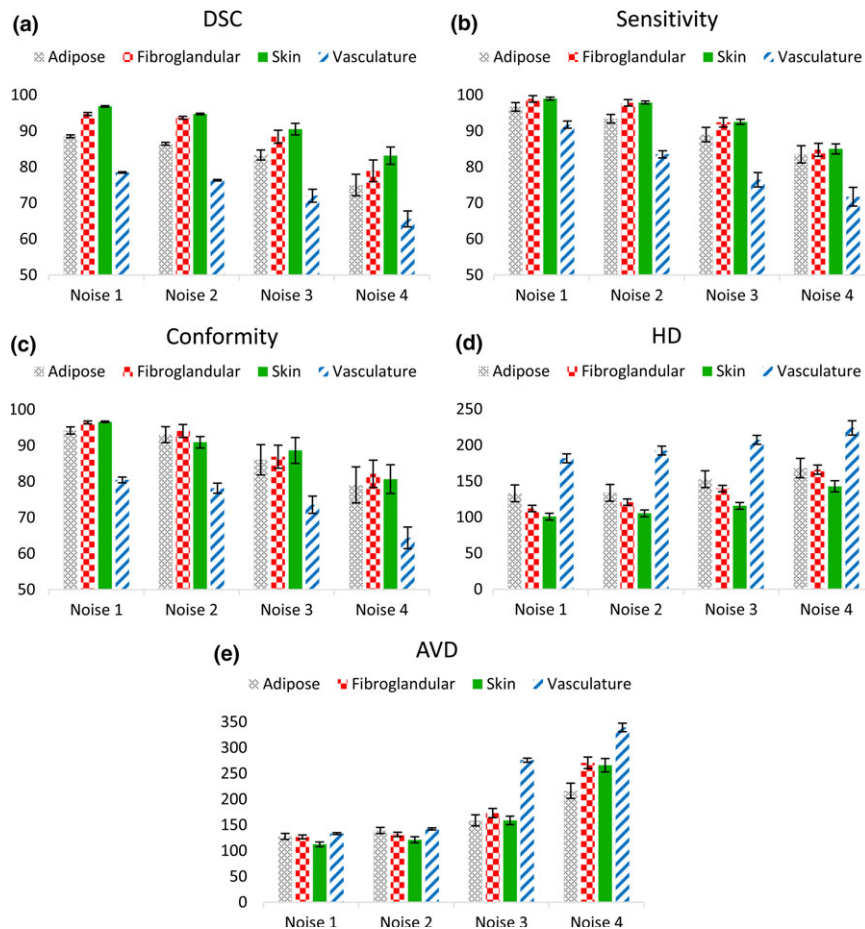 (a) DSC
Adipose Fibroglandular Skin Vasculature
100
90
80
70
60
50
Noise 1 Noise 2 Noise 3 Noise 4
(b) Sensitivity
Adipose Fibroglandular Skin Vasculature
100
90
80
70
60
50
Noise 1 Noise 2 Noise 3 Noise 4
(c) Conformity
Adipose Fibroglandular Skin Vasculature
100
90
80
70
60
50
Noise 1 Noise 2 Noise 3 Noise 4
(d) HD
Adipose Fibroglandular Skin Vasculature
250
200
150
100
50
0
Noise 1 Noise 2 Noise 3 Noise 4
(e) AVD
Adipose Fibroglandular Skin Vasculature
350
300
250
200
150
100
50
0
Noise 1 Noise 2 Noise 3 Noise 4